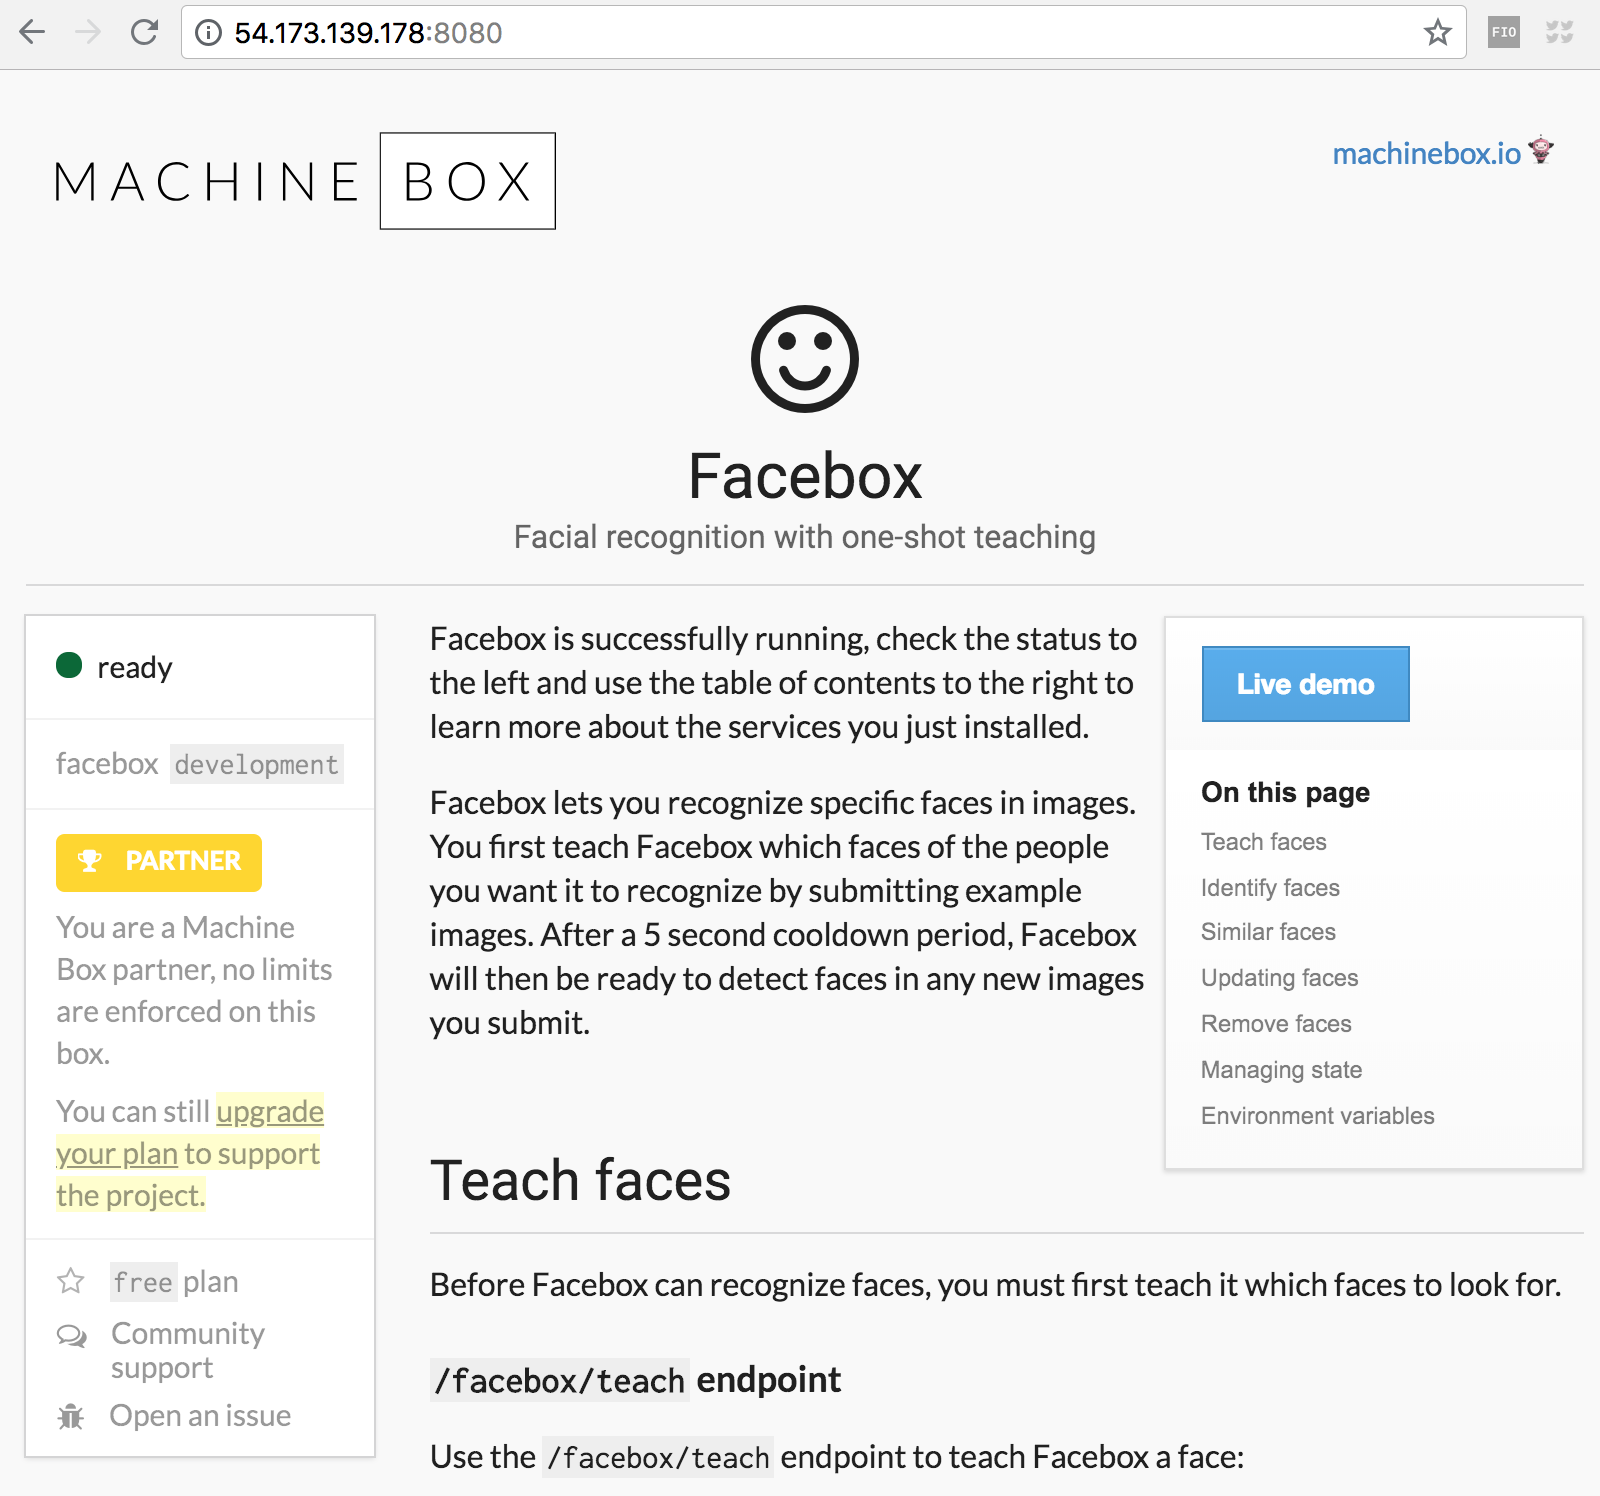 54.173.139.178:8080
FIO
MACHINE BOX
machinebox.io
Facebox
Facial recognition with one-shot teaching
ready
facebox development
PARTNER
You are a Machine
Box partner, no limits
are enforced on this
box.
You can still upgrade
your plan to support
the project.
free plan
Community
support
Open an issue
Facebox is successfully running, check the status to
the left and use the table of contents to the right to
learn more about the services you just installed.
Facebox lets you recognize specific faces in images.
You first teach Facebox which faces of the people
you want it to recognize by submitting example
images. After a 5 second cooldown period, Facebox
will then be ready to detect faces in any new images
you submit.
Live demo
On this page
Teach faces
Identify faces
Similar faces
Updating faces
Remove faces
Managing state
Environment variables
Teach faces
Before Facebox can recognize faces, you must first teach it which faces to look for.
/facebox/teach endpoint
Use the /facebox/teach endpoint to teach Facebox a face: